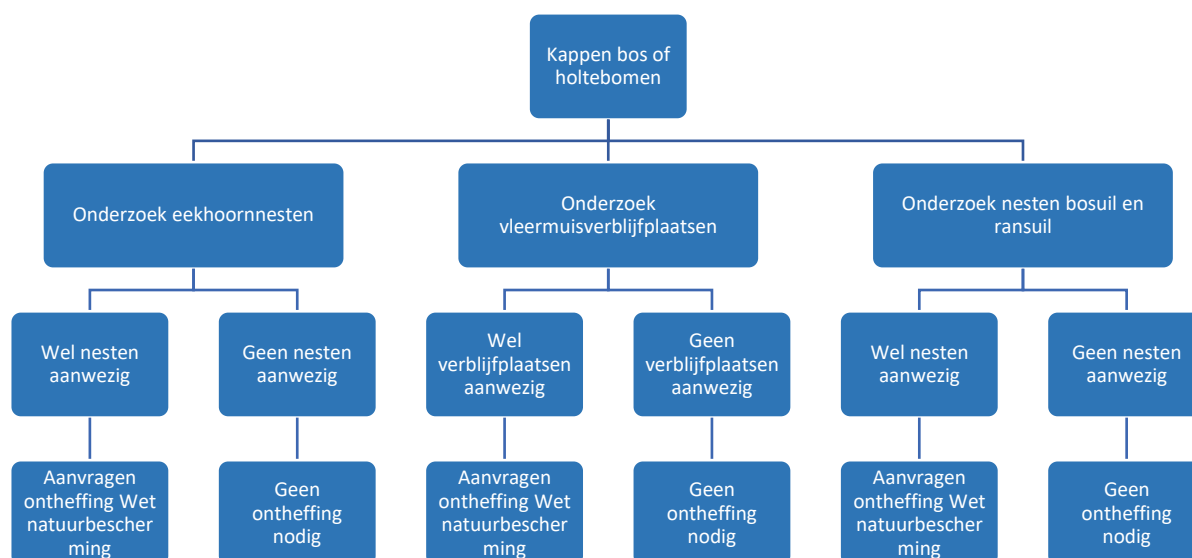 Kappen bos of
holtebomen
Onderzoek eekhoornnesten
Onderzoek
vleermuisverblijfplaatsen
Onderzoek nesten bosuil en
ransuil
Wel nesten
aanwezig
Geen nesten
aanwezig
Wel
verblijfplaatsen
aanwezig
Geen
verblijfplaatsen
aanwezig
Wel nesten
aanwezig
Geen nesten
aanwezig
Aanvragen
ontheffing Wet
natuurbescher
ming
Geen
ontheffing
nodig
Aanvragen
ontheffing Wet
natuurbescher
ming
Geen
ontheffing
nodig
Aanvragen
ontheffing Wet
natuurbescher
ming
Geen
ontheffing
nodig